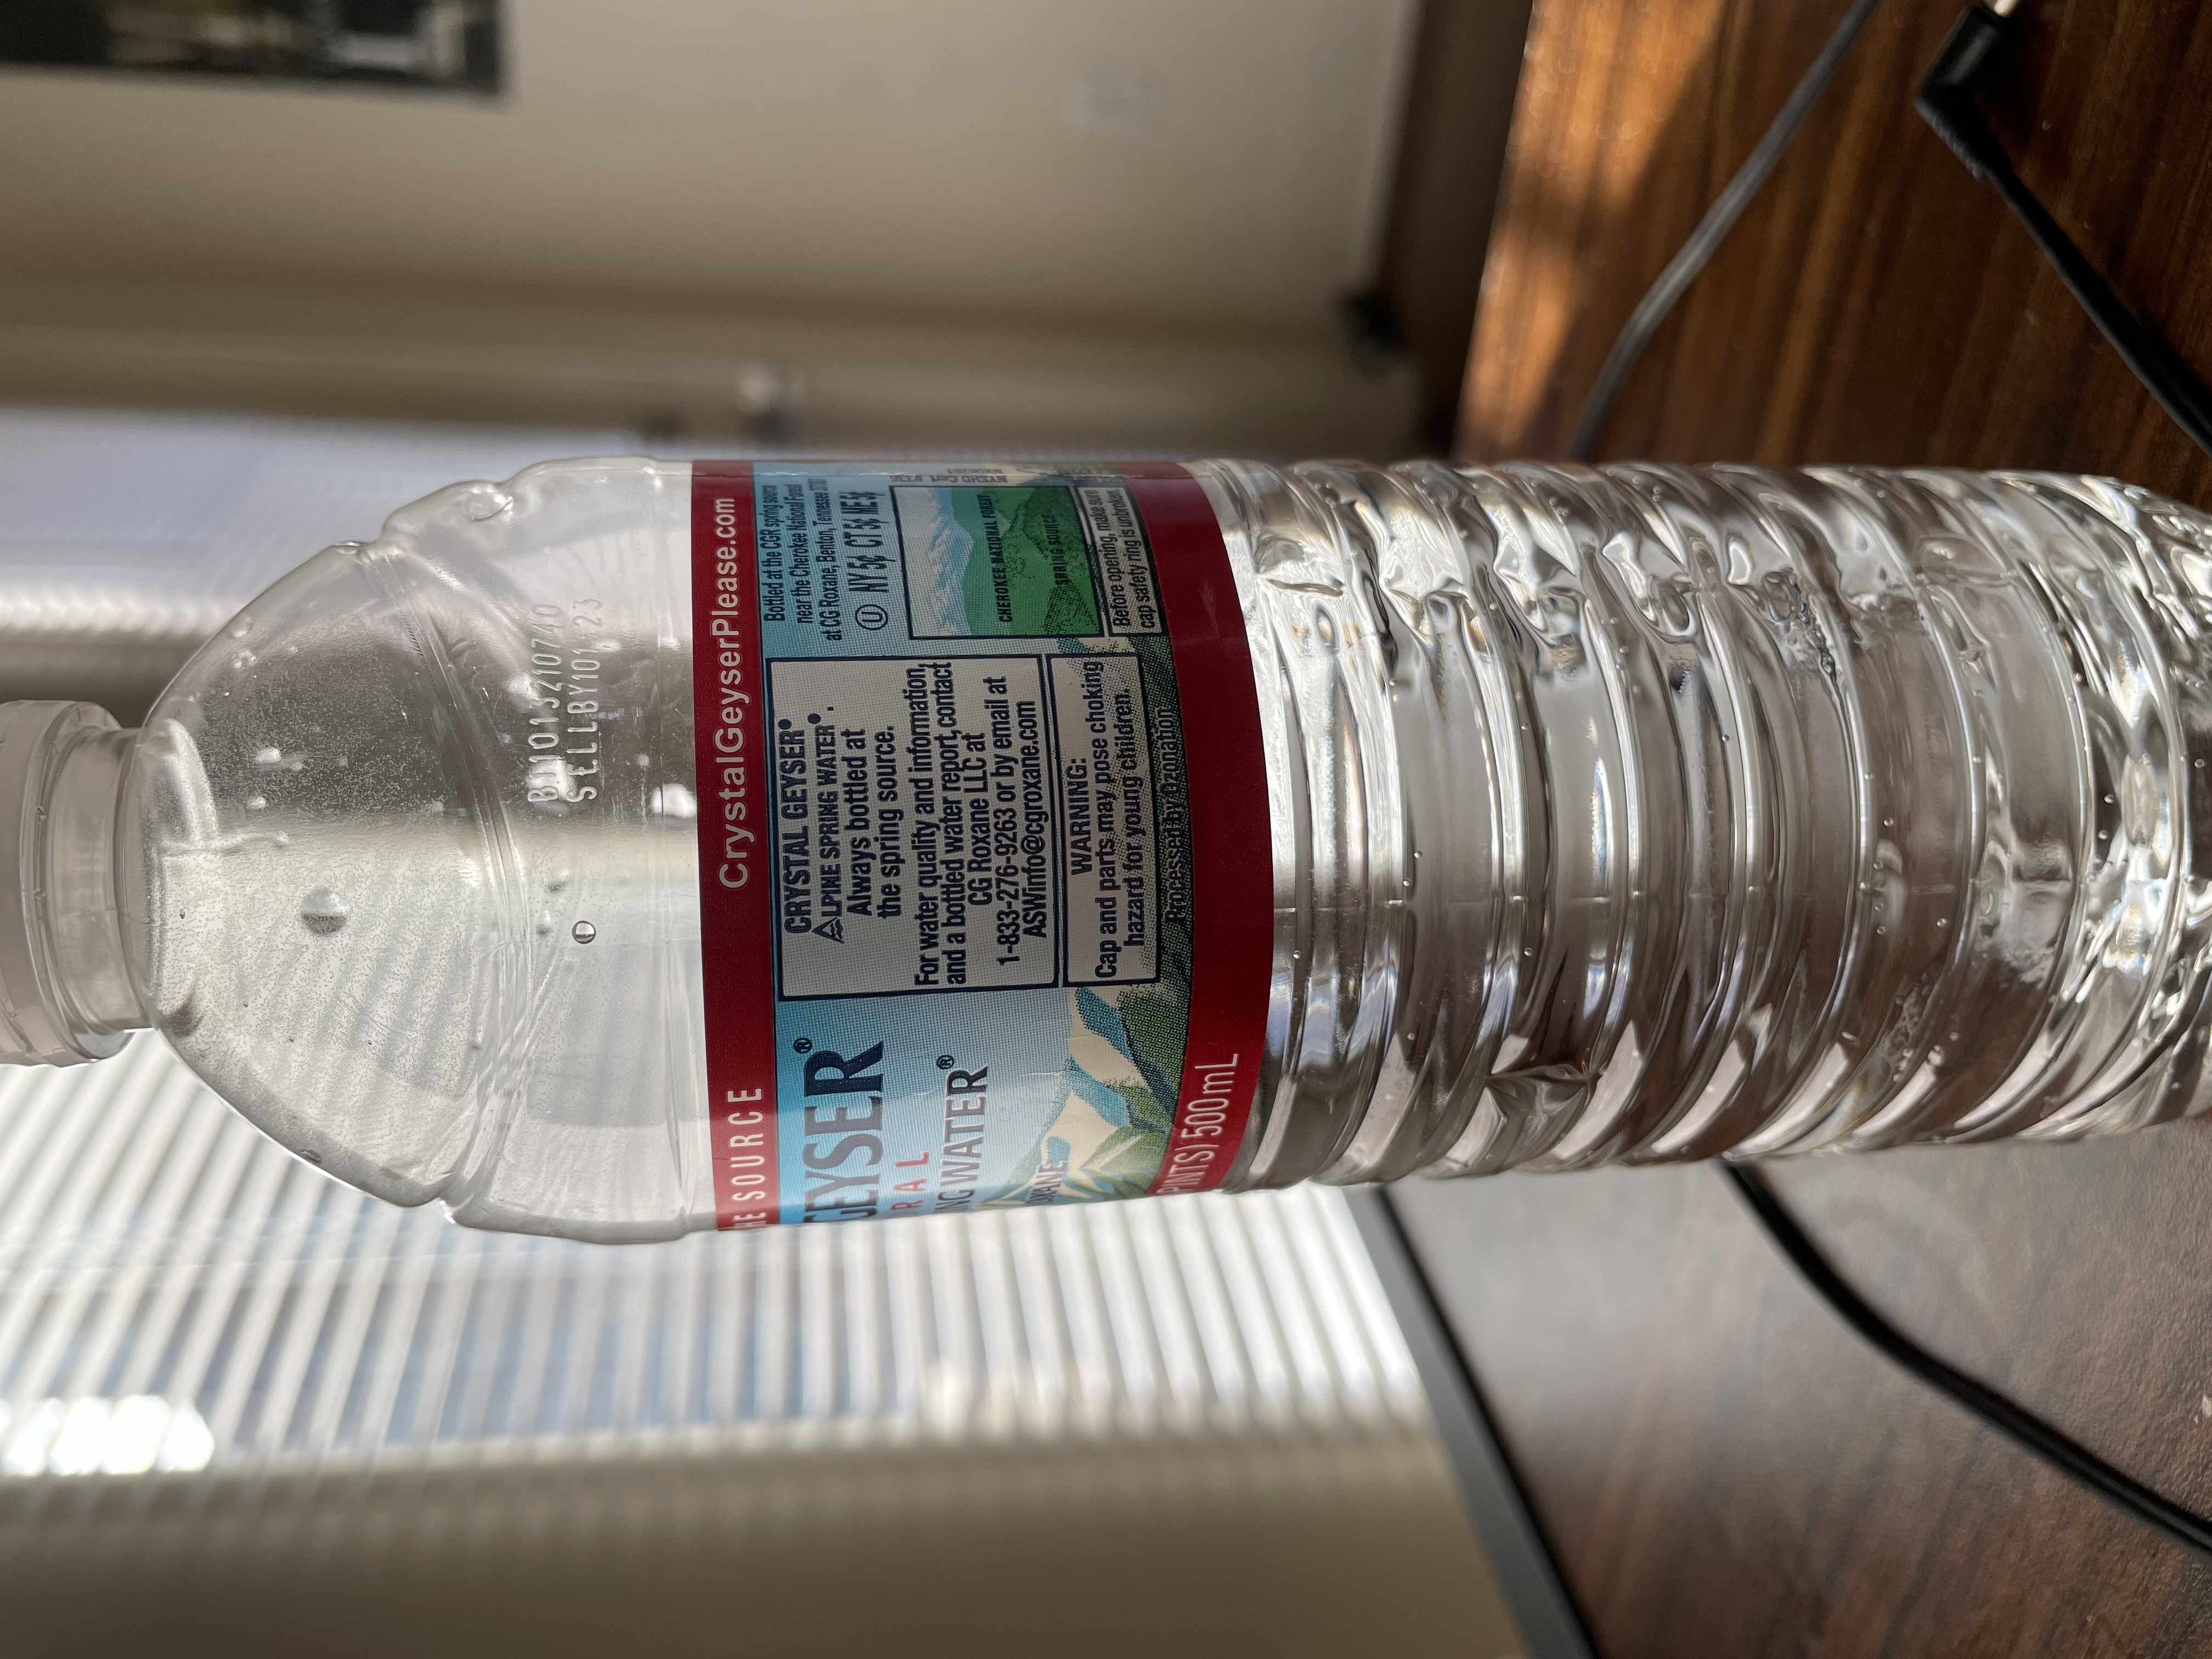 SOURCE
CrystalGeyserPlease.com
GEYSER®
RAL
WATER®
PINTS) 500mL
CRYSTAL GEYSER®
ALPINE SPRING WATER®.
Always bottled at
the spring source.
For water quality and information,
and a bottled water report, contact
CG Roxane LLC at
1-833-276-9263 or by email at
ASWinfo@cgroxane.com
WARNING:
Cap and parts may pose choking
hazard for young children.
Processed by Ozonation
Bottled at the CGR spring source
near the Cherokee National Forest
at CG Roxane, Benton, Tennessee
U NY 5¢ CT 5¢ ME 5¢
CHEROKEE NATIONAL FOREST
SPRING SOURCE
Before opening, make sure
cap safety ring is unbroken.